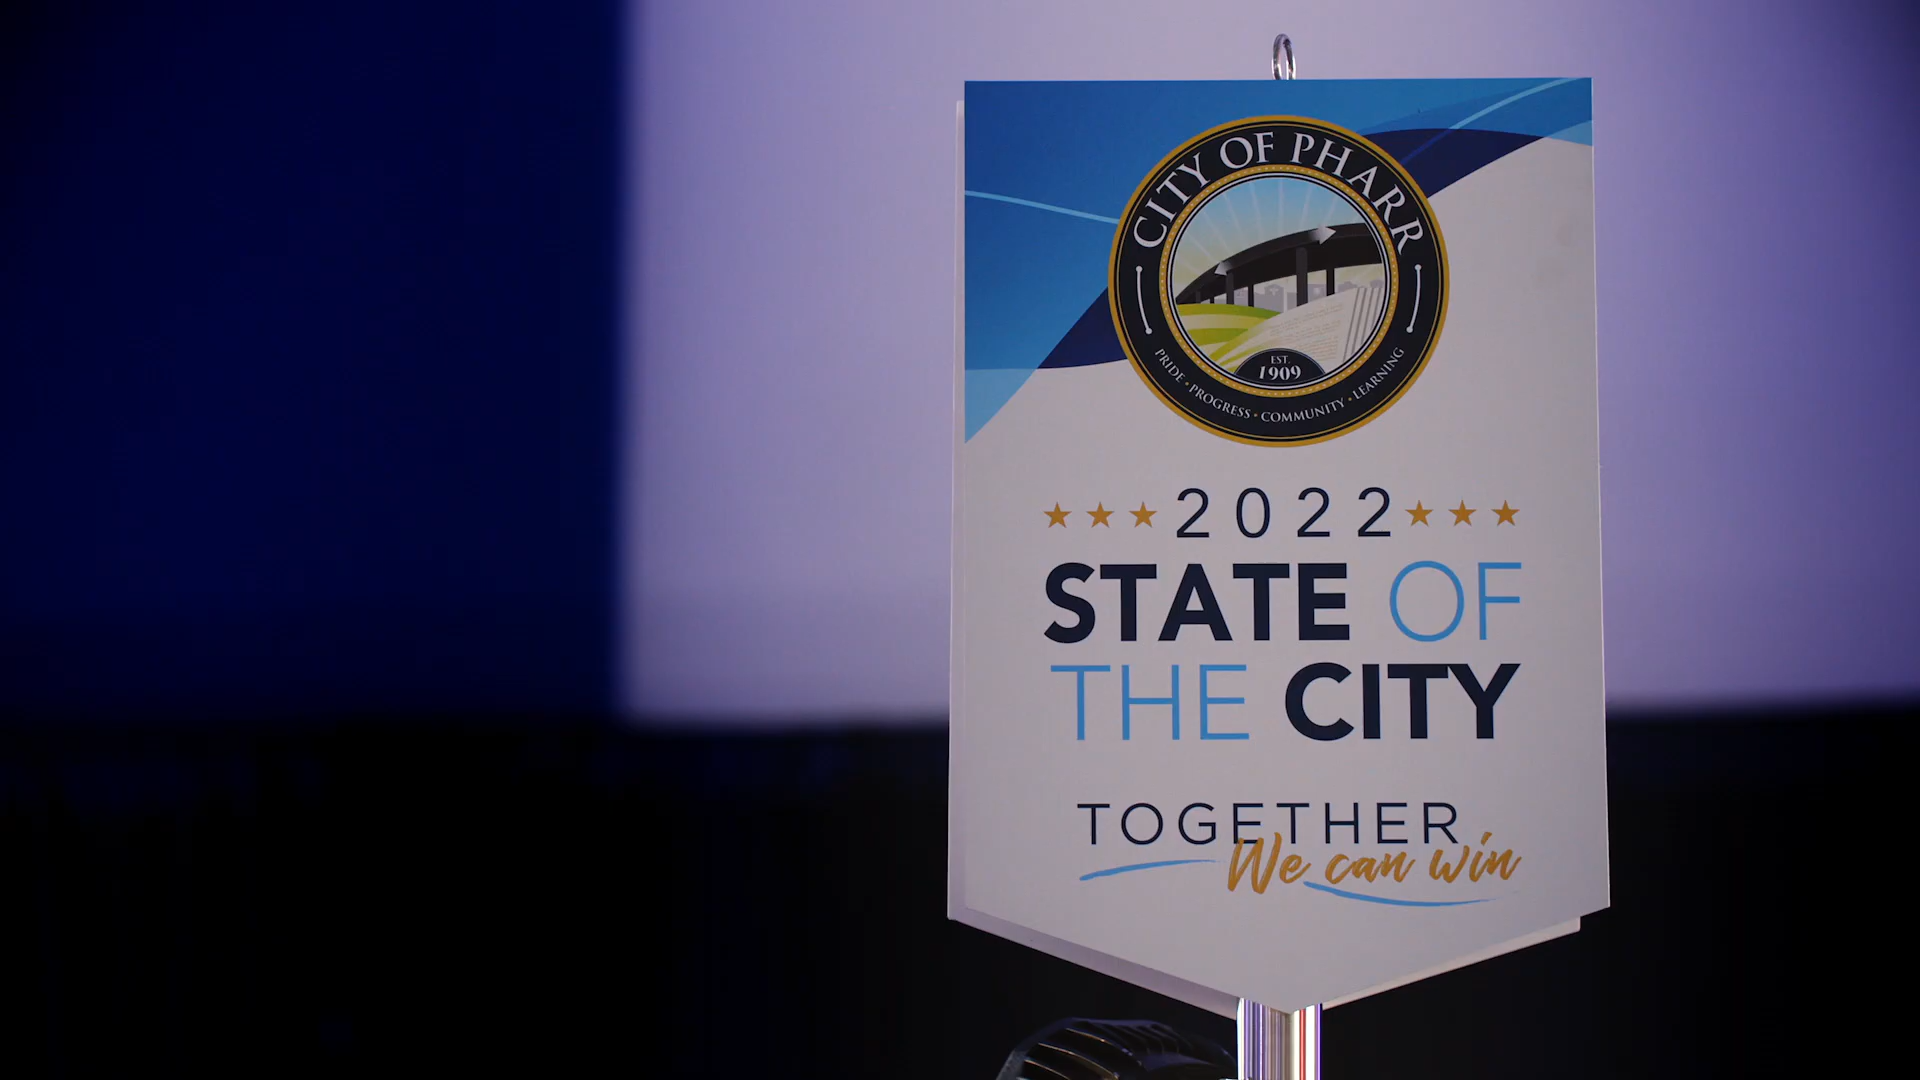 CITY OF PHARR
EST.
1909
PRIDE • PROGRESS • COMMUNITY • LEARNING
★★★2022★★★
STATE OF
THE CITY
TOGETHER
We can win